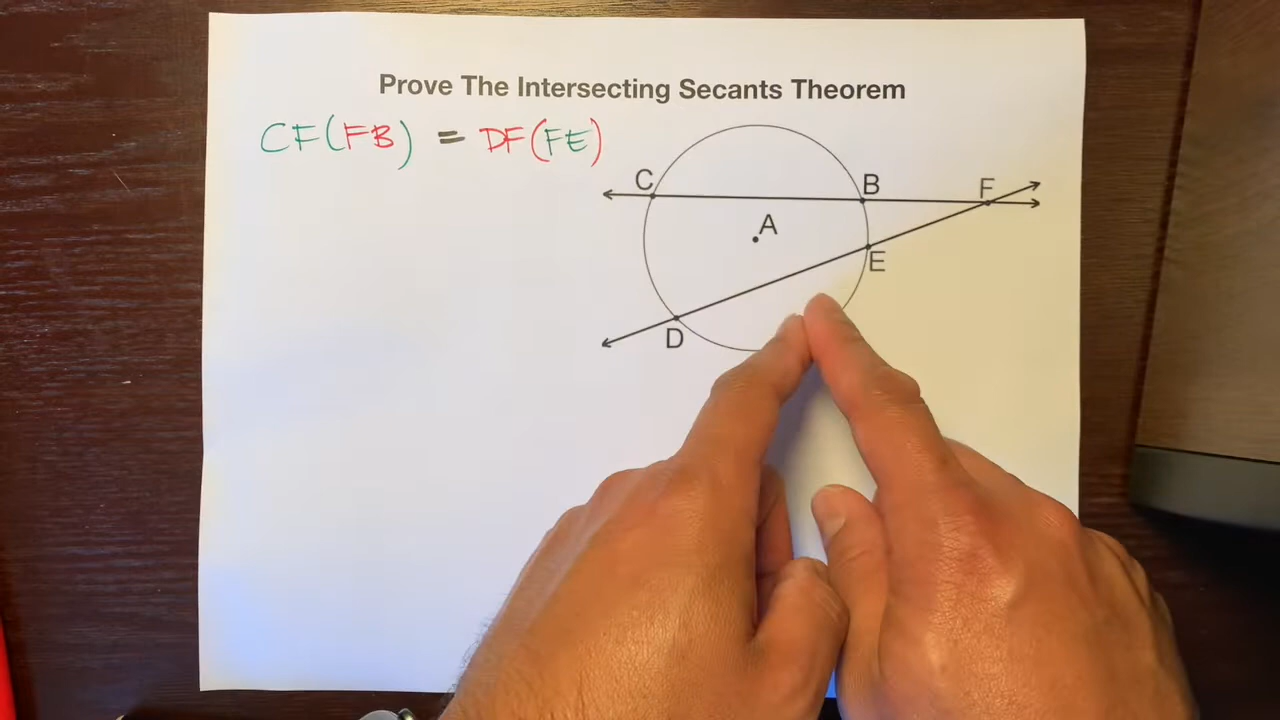 Prove The Intersecting Secants Theorem
CF(FB) = DF(FE)
C
B
F
A
E
D